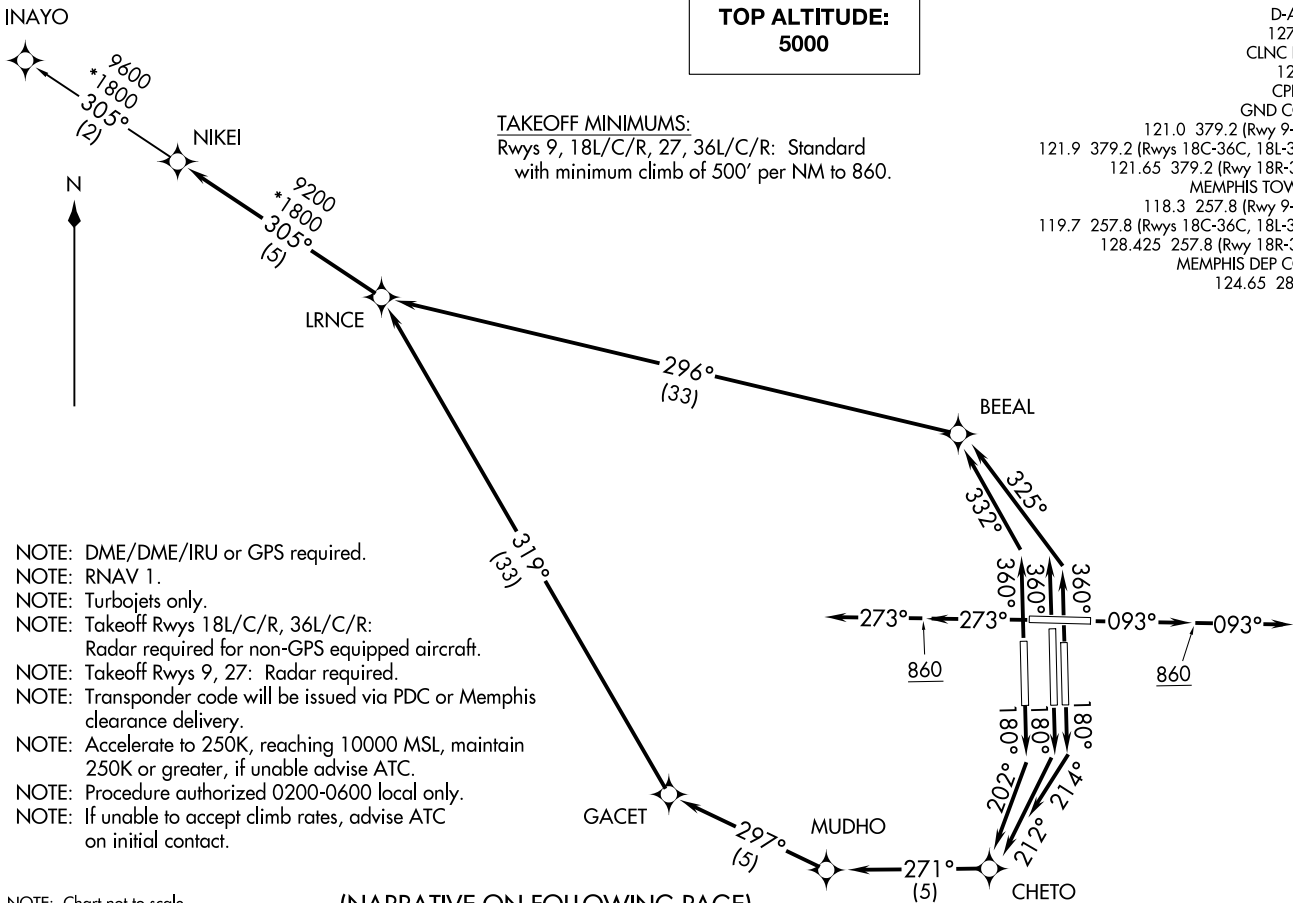 INAYO
TOP ALTITUDE:
5000
D-A
127
CLNC
12
CP
GND C
121.0 379.2 (Rwy 9-
121.9 379.2 (Rwys 18C-36C, 18L-3
121.65 379.2 (Rwy 18R-3
MEMPHIS TOW
118.3 257.8 (Rwy 9-
119.7 257.8 (Rwys 18C-36C, 18L-3
128.425 257.8 (Rwy 18R-3
MEMPHIS DEP C
124.65 28
9600
*1800
305°
(2)
NIKEI
TAKEOFF MINIMUMS:
Rwys 9, 18L/C/R, 27, 36L/C/R: Standard
with minimum climb of 500' per NM to 860.
N
9200
*1800
305°
(5)
LRNCE
296°
(33)
BEEAL
332°
325°
319°
(33)
360°
360°
360°
273°
273°
093°
093°
860
860
180°
180°
180°
202°
212°
214°
NOTE: DME/DME/IRU or GPS required.
NOTE: RNAV 1.
NOTE: Turbojets only.
NOTE: Takeoff Rwys 18L/C/R, 36L/C/R:
Radar required for non-GPS equipped aircraft.
NOTE: Takeoff Rwys 9, 27: Radar required.
NOTE: Transponder code will be issued via PDC or Memphis
clearance delivery.
NOTE: Accelerate to 250K, reaching 10000 MSL, maintain
250K or greater, if unable advise ATC.
NOTE: Procedure authorized 0200-0600 local only.
NOTE: If unable to accept climb rates, advise ATC
on initial contact.
GACET
297°
(5)
MUDHO
271°
(5)
CHETO
NOTE: Chart not to scale
(NARRATIVE ON FOLLOWING PAGE)